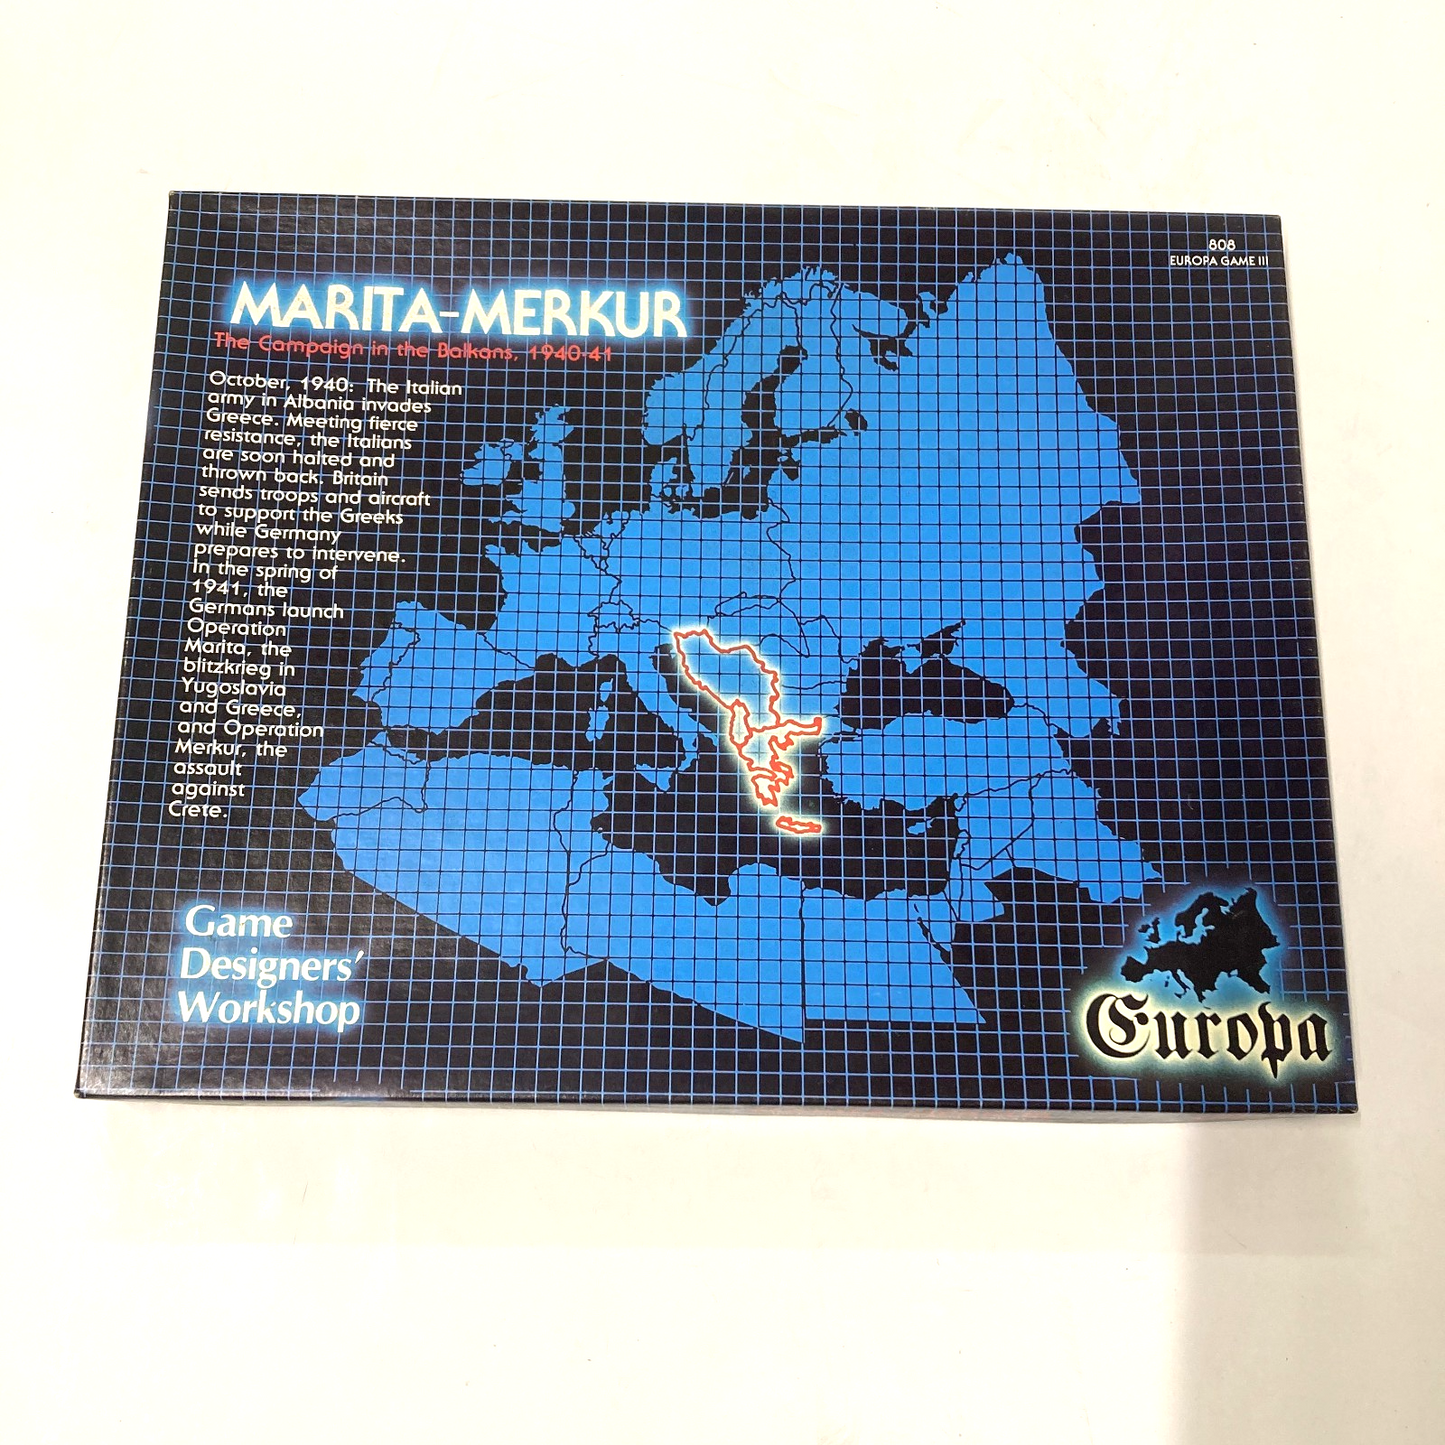 808
EUROPA GAME III
MARITA-MERKUR
The Campaign in the Balkans, 1940-41
October, 1940: The Italian
army in Albania invades
Greece. Meeting fierce
resistance, the Italians
are soon halted and
thrown back. Britain
sends troops and aircraft
to support the Greeks
while Germany
prepares to intervene.
In the spring of
1941, the
Germans launch
Operation
Marita, the
blitzkrieg in
Yugoslavia
and Greece,
and Operation
Merkur, the
assault
against
Crete.
Game
Designers'
Workshop
Europa